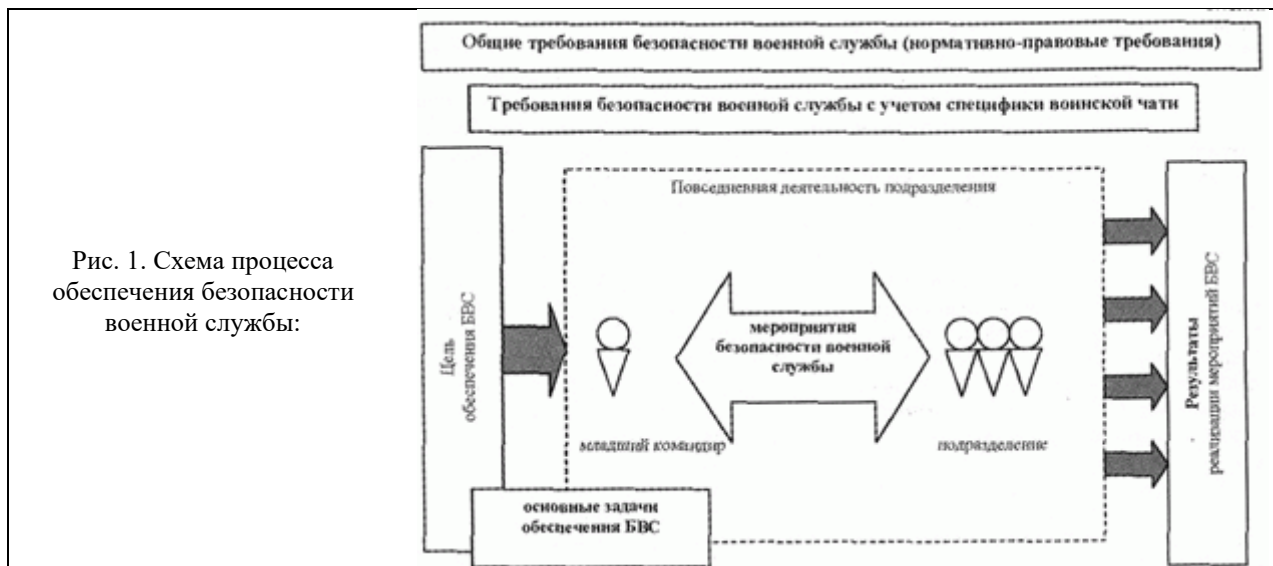 Общие требования безопасности военной службы (нормативно-правовые требования)
Требования безопасности военной службы с учетом специфики воинской чати
Рис. 1. Схема процесса
обеспечения безопасности
военной службы:
Цель
обеспечения БВС
Повседневная деятельность подразделения
мероприятия
безопасности военной
службы
младший командир
подразделение
основные задачи
обеспечения БВС
Результаты
реализации мероприятий БВС